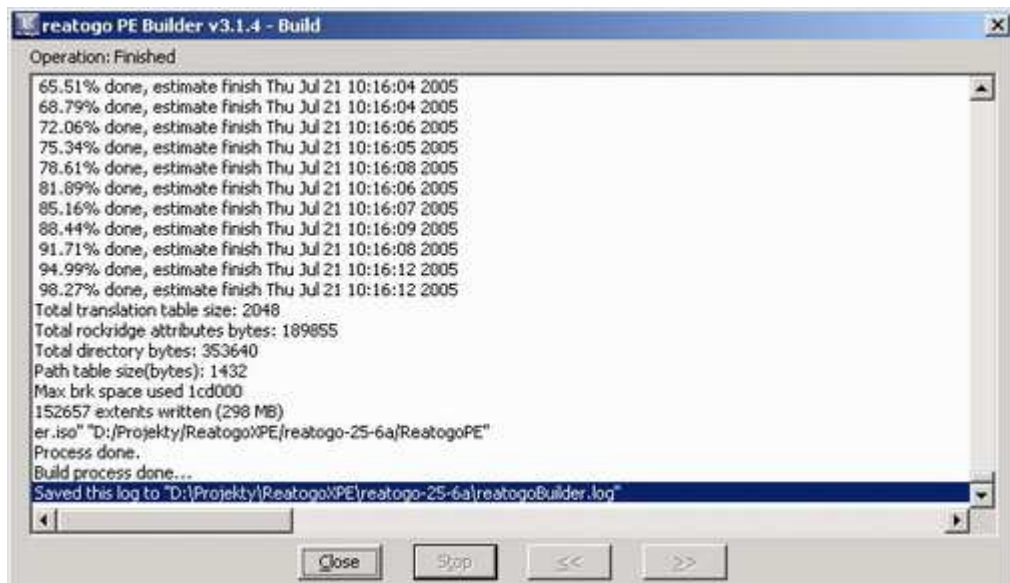 reatogo PE Builder v3.1.4 - Build
Operation: Finished
65.51% done, estimate finish Thu Jul 21 10:16:04 2005
68.79% done, estimate finish Thu Jul 21 10:16:04 2005
72.06% done, estimate finish Thu Jul 21 10:16:06 2005
75.34% done, estimate finish Thu Jul 21 10:16:05 2005
78.61% done, estimate finish Thu Jul 21 10:16:08 2005
81.89% done, estimate finish Thu Jul 21 10:16:06 2005
85.16% done, estimate finish Thu Jul 21 10:16:07 2005
88.44% done, estimate finish Thu Jul 21 10:16:09 2005
91.71% done, estimate finish Thu Jul 21 10:16:08 2005
94.99% done, estimate finish Thu Jul 21 10:16:12 2005
98.27% done, estimate finish Thu Jul 21 10:16:12 2005
Total translation table size: 2048
Total rockridge attributes bytes: 189855
Total directory bytes: 353640
Path table size(bytes): 1432
Max brk space used 1cd000
152657 extents written (298 MB)
er.iso" "D:/Projekty/ReatogoXPE/reatogo-25-6a/ReatogoPE"
Process done.
Build process done...
Saved this log to "D:\Projekty\ReatogoXPE\reatogo-25-6a\reatogoBuilder.log"
Close Stop << >>